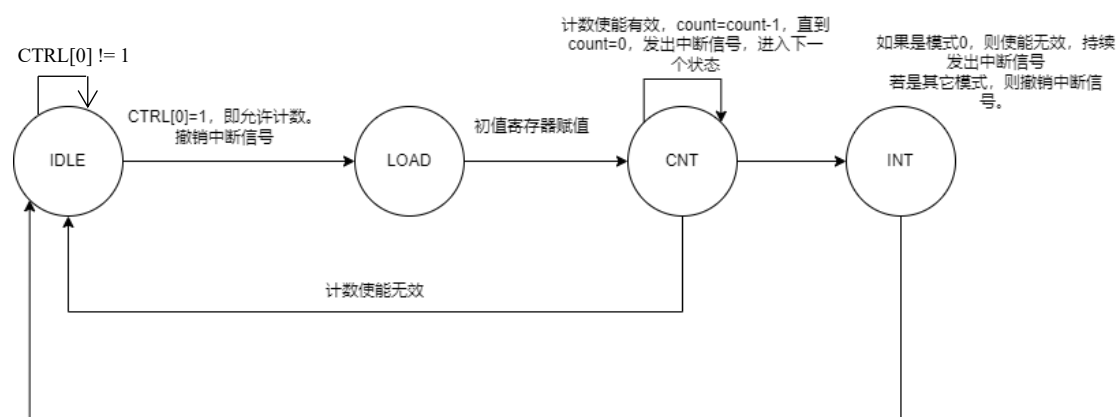 CTRL[0] != 1
计数使能有效，count=count-1，直到
count=0，发出中断信号，进入下一
个状态
如果是模式0，则使能无效，持续
发出中断信号
若是其它模式，则撤销中断信
号。
CTRL[0]=1，即允许计数。
撤销中断信号
初值寄存器赋值
IDLE
LOAD
CNT
INT
计数使能无效